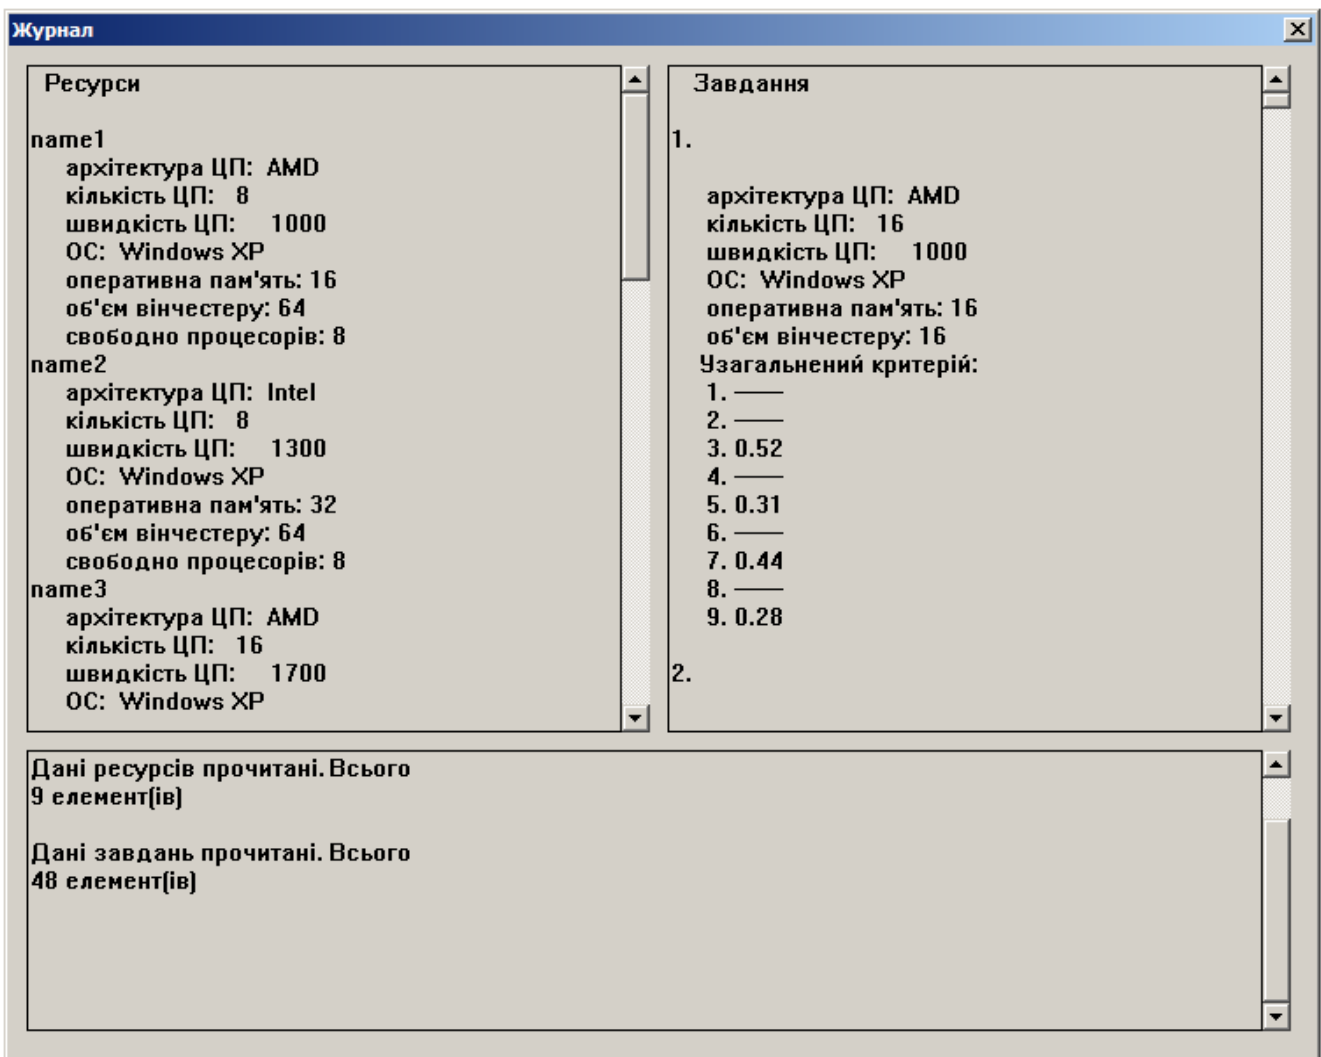 Журнал
Ресурси
name1
архітектура ЦП: AMD
кількість ЦП: 8
швидкість ЦП: 1000
ОС: Windows XP
оперативна пам'ять: 16
об'єм вінчестеру: 64
свободно процесорів: 8
name2
архітектура ЦП: Intel
кількість ЦП: 8
швидкість ЦП: 1300
ОС: Windows XP
оперативна пам'ять: 32
об'єм вінчестеру: 64
свободно процесорів: 8
name3
архітектура ЦП: AMD
кількість ЦП: 16
швидкість ЦП: 1700
ОС: Windows XP
Завдання
1.
архітектура ЦП: AMD
кількість ЦП: 16
швидкість ЦП: 1000
ОС: Windows XP
оперативна пам'ять: 16
об'єм вінчестеру: 16
Узагальнений критерій:
1. ——
2. ——
3. 0.52
4. ——
5. 0.31
6. ——
7. 0.44
8. ——
9. 0.28
2.
Дані ресурсів прочитані. Всього
9 елемент(ів)
Дані завдань прочитані. Всього
48 елемент(ів)